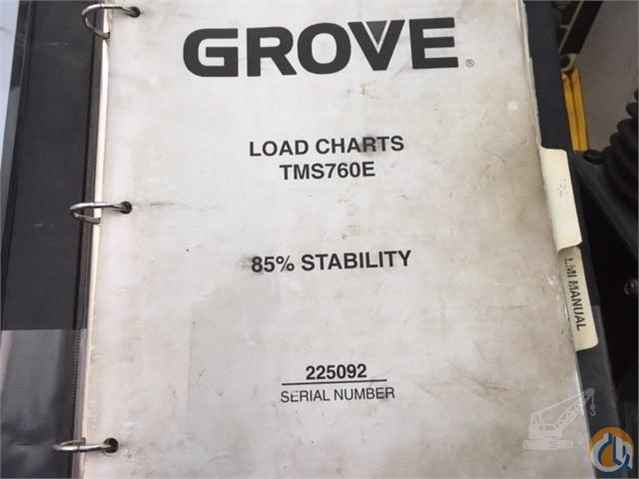 GROVE®
LOAD CHARTS
TMS760E
85% STABILITY
LMI MANUAL
225092
SERIAL NUMBER